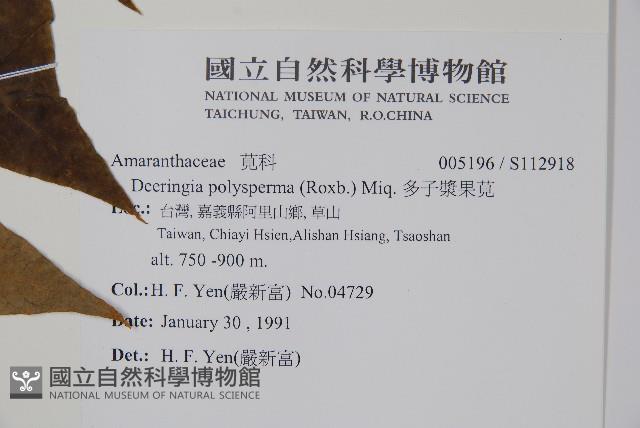 國立自然科學博物館
NATIONAL MUSEUM OF NATURAL SCIENCE
TAICHUNG, TAIWAN, R.O.CHINA
Amaranthaceae 莧科 005196 / S112918
Deeringia polysperma (Roxb.) Miq. 多子漿果莧
Loc.: 台灣, 嘉義縣阿里山鄉, 草山
Taiwan, Chiayi Hsien,Alishan Hsiang, Tsaoshan
alt. 750 -900 m.
Col.: H. F. Yen(嚴新富) No.04729
Date: January 30 , 1991
Det.: H. F. Yen(嚴新富)
國立自然科學博物館
NATIONAL MUSEUM OF NATURAL SCIENCE